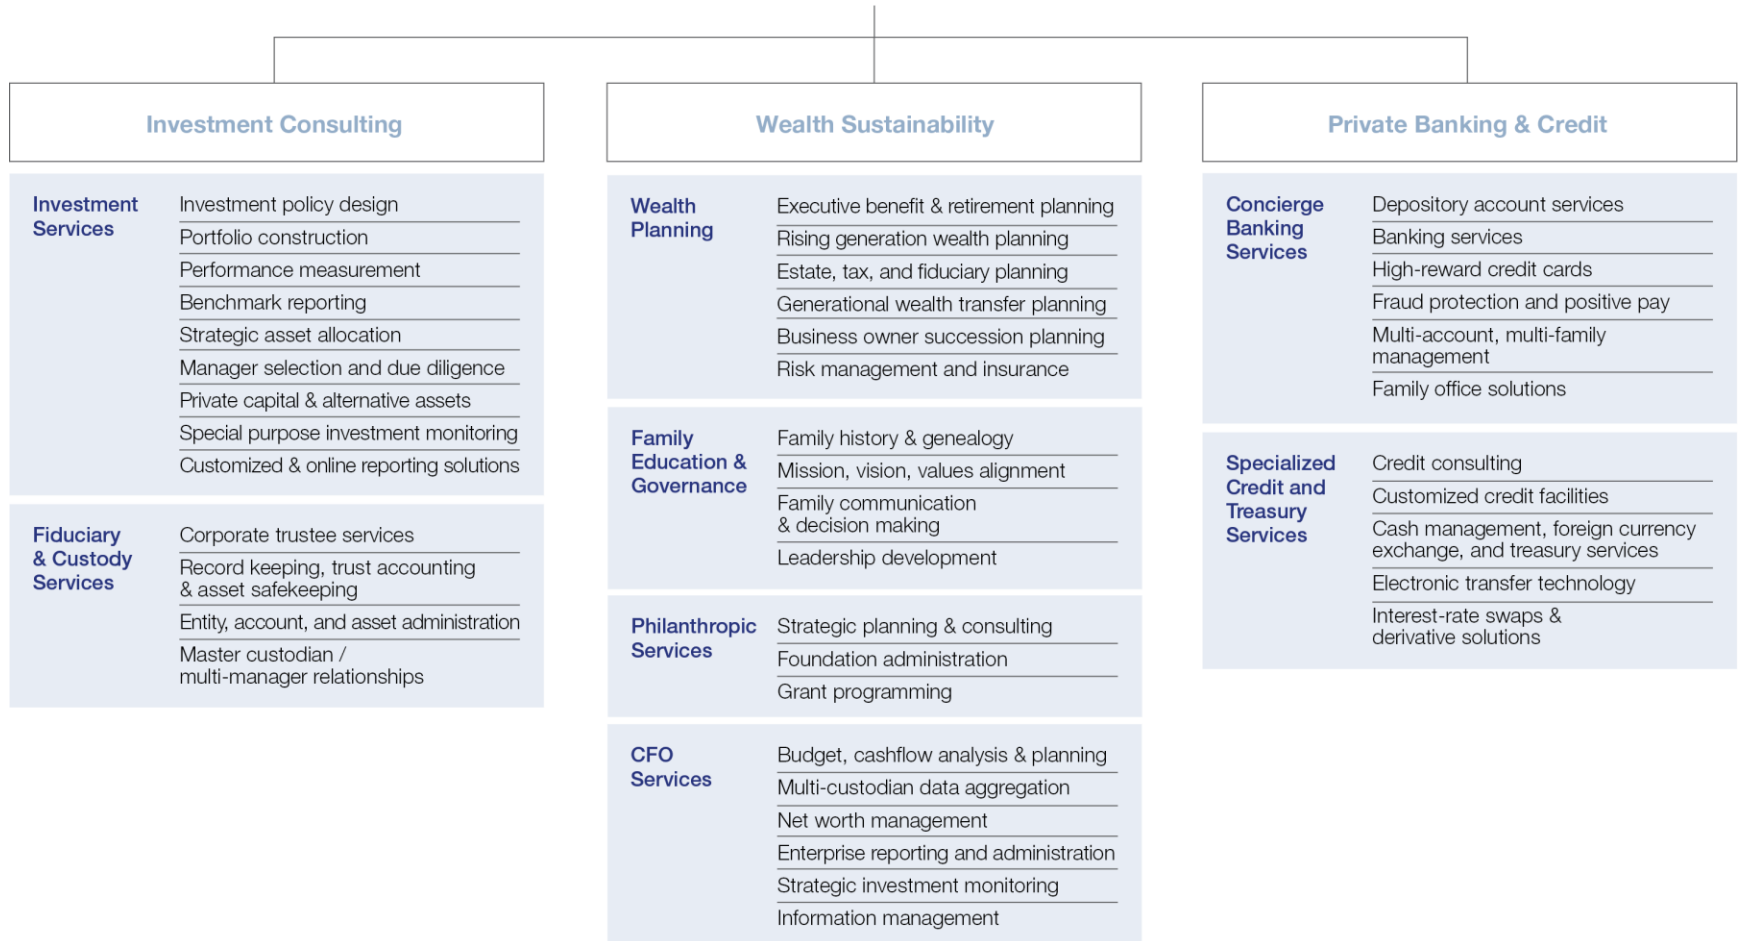 Investment Consulting
Investment
Services
Investment policy design
Portfolio construction
Performance measurement
Benchmark reporting
Strategic asset allocation
Manager selection and due diligence
Private capital & alternative assets
Special purpose investment monitoring
Customized & online reporting solutions
Fiduciary
& Custody
Services
Corporate trustee services
Record keeping, trust accounting
& asset safekeeping
Entity, account, and asset administration
Master custodian /
multi-manager relationships
Wealth Sustainability
Wealth
Planning
Executive benefit & retirement planning
Rising generation wealth planning
Estate, tax, and fiduciary planning
Generational wealth transfer planning
Business owner succession planning
Risk management and insurance
Family
Education &
Governance
Family history & genealogy
Mission, vision, values alignment
Family communication
& decision making
Leadership development
Philanthropic
Services
Strategic planning & consulting
Foundation administration
Grant programming
CFO
Services
Budget, cashflow analysis & planning
Multi-custodian data aggregation
Net worth management
Enterprise reporting and administration
Strategic investment monitoring
Information management
Private Banking & Credit
Concierge
Banking
Services
Depository account services
Banking services
High-reward credit cards
Fraud protection and positive pay
Multi-account, multi-family
management
Family office solutions
Specialized
Credit and
Treasury
Services
Credit consulting
Customized credit facilities
Cash management, foreign currency
exchange, and treasury services
Electronic transfer technology
Interest-rate swaps &
derivative solutions